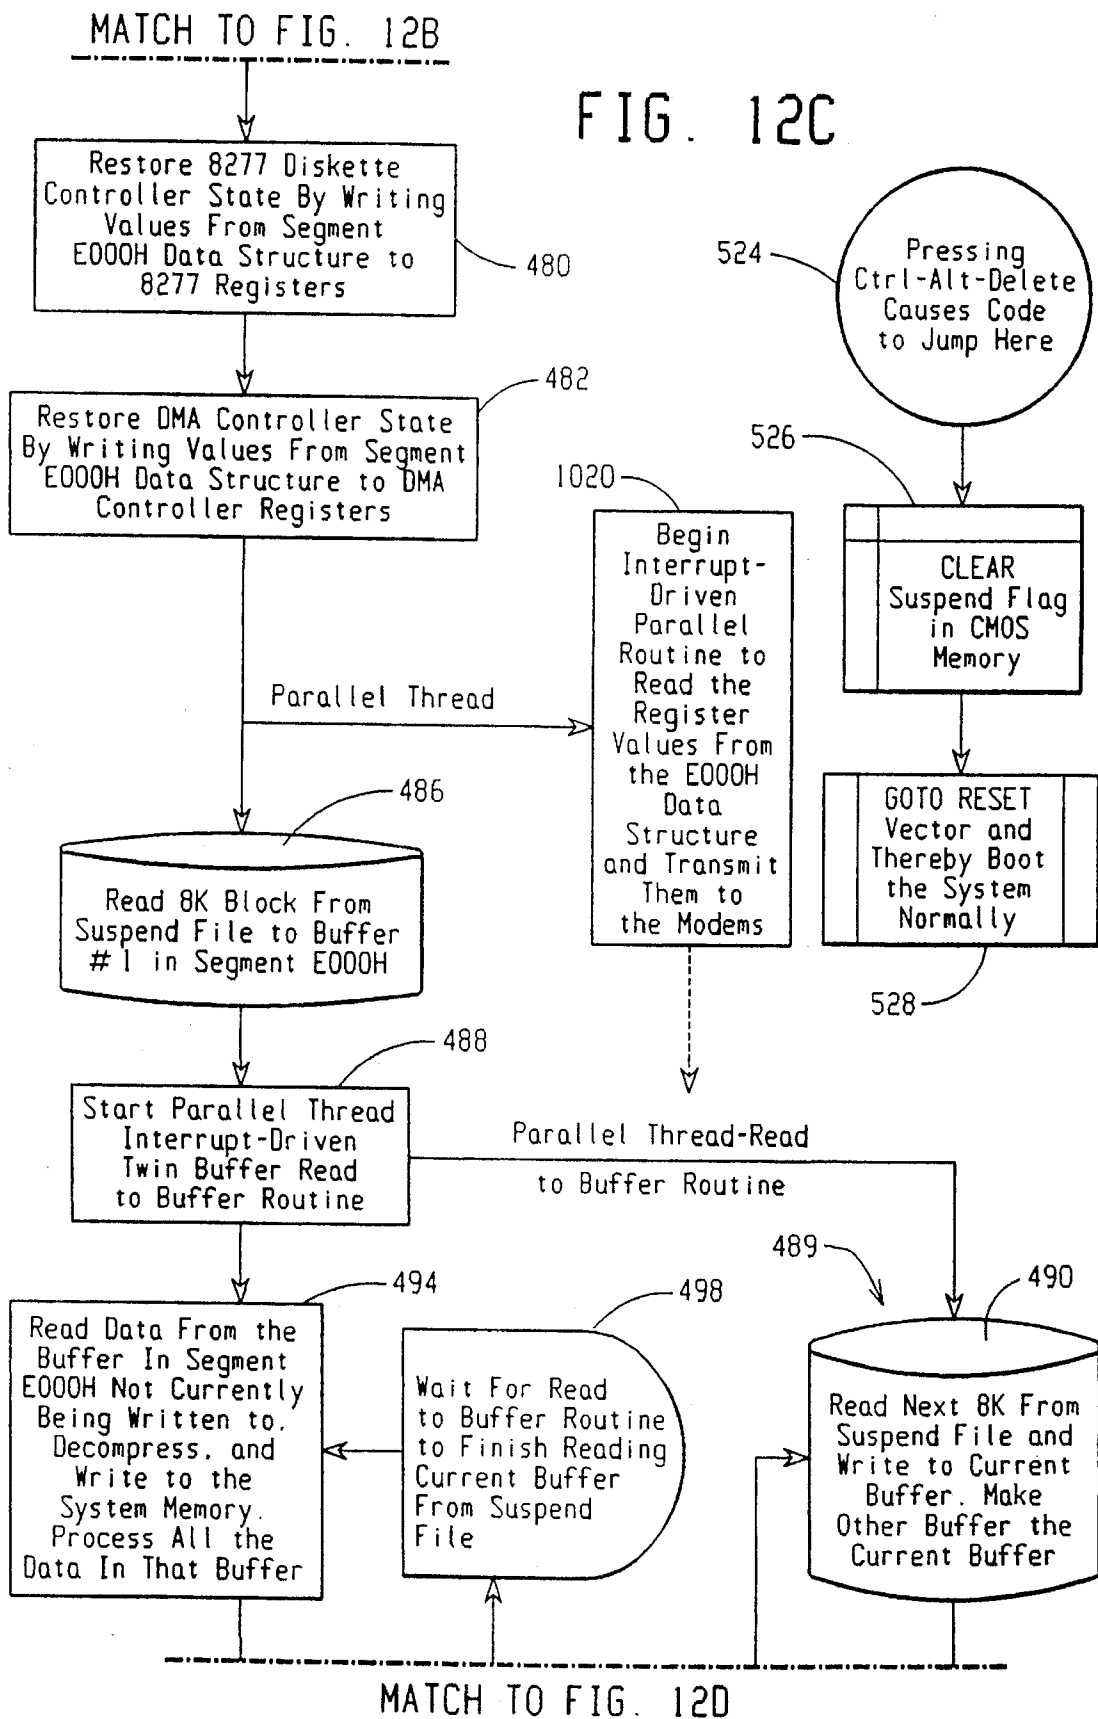 MATCH TO FIG. 12B
FIG. 12C
Restore 8277 Diskette
Controller State By Writing
Values From Segment
E000H Data Structure to
8277 Registers
480
524
Pressing
Ctrl-Alt-Delete
Causes Code
to Jump Here
482
Restore DMA Controller State
By Writing Values From Segment
E000H Data Structure to DMA
Controller Registers
526
1020
Begin
Interrupt-
Driven
Parallel
Routine to
Read the
Register
Values From
the E000H
Data
Structure
and Transmit
Them to
the Modems
CLEAR
Suspend Flag
in CMOS
Memory
Parallel Thread
GOTO RESET
Vector and
Thereby Boot
the System
Normally
528
486
Read 8K Block From
Suspend File to Buffer
#1 in Segment E000H
488
Start Parallel Thread
Interrupt-Driven
Twin Buffer Read
to Buffer Routine
Parallel Thread-Read
to Buffer Routine
489
490
494
498
Read Data From the
Buffer In Segment
E000H Not Currently
Being Written to,
Decompress, and
Write to the
System Memory.
Process All the
Data In That Buffer
Wait For Read
to Buffer Routine
to Finish Reading
Current Buffer
From Suspend
File
Read Next 8K From
Suspend File and
Write to Current
Buffer. Make
Other Buffer the
Current Buffer
MATCH TO FIG. 12D